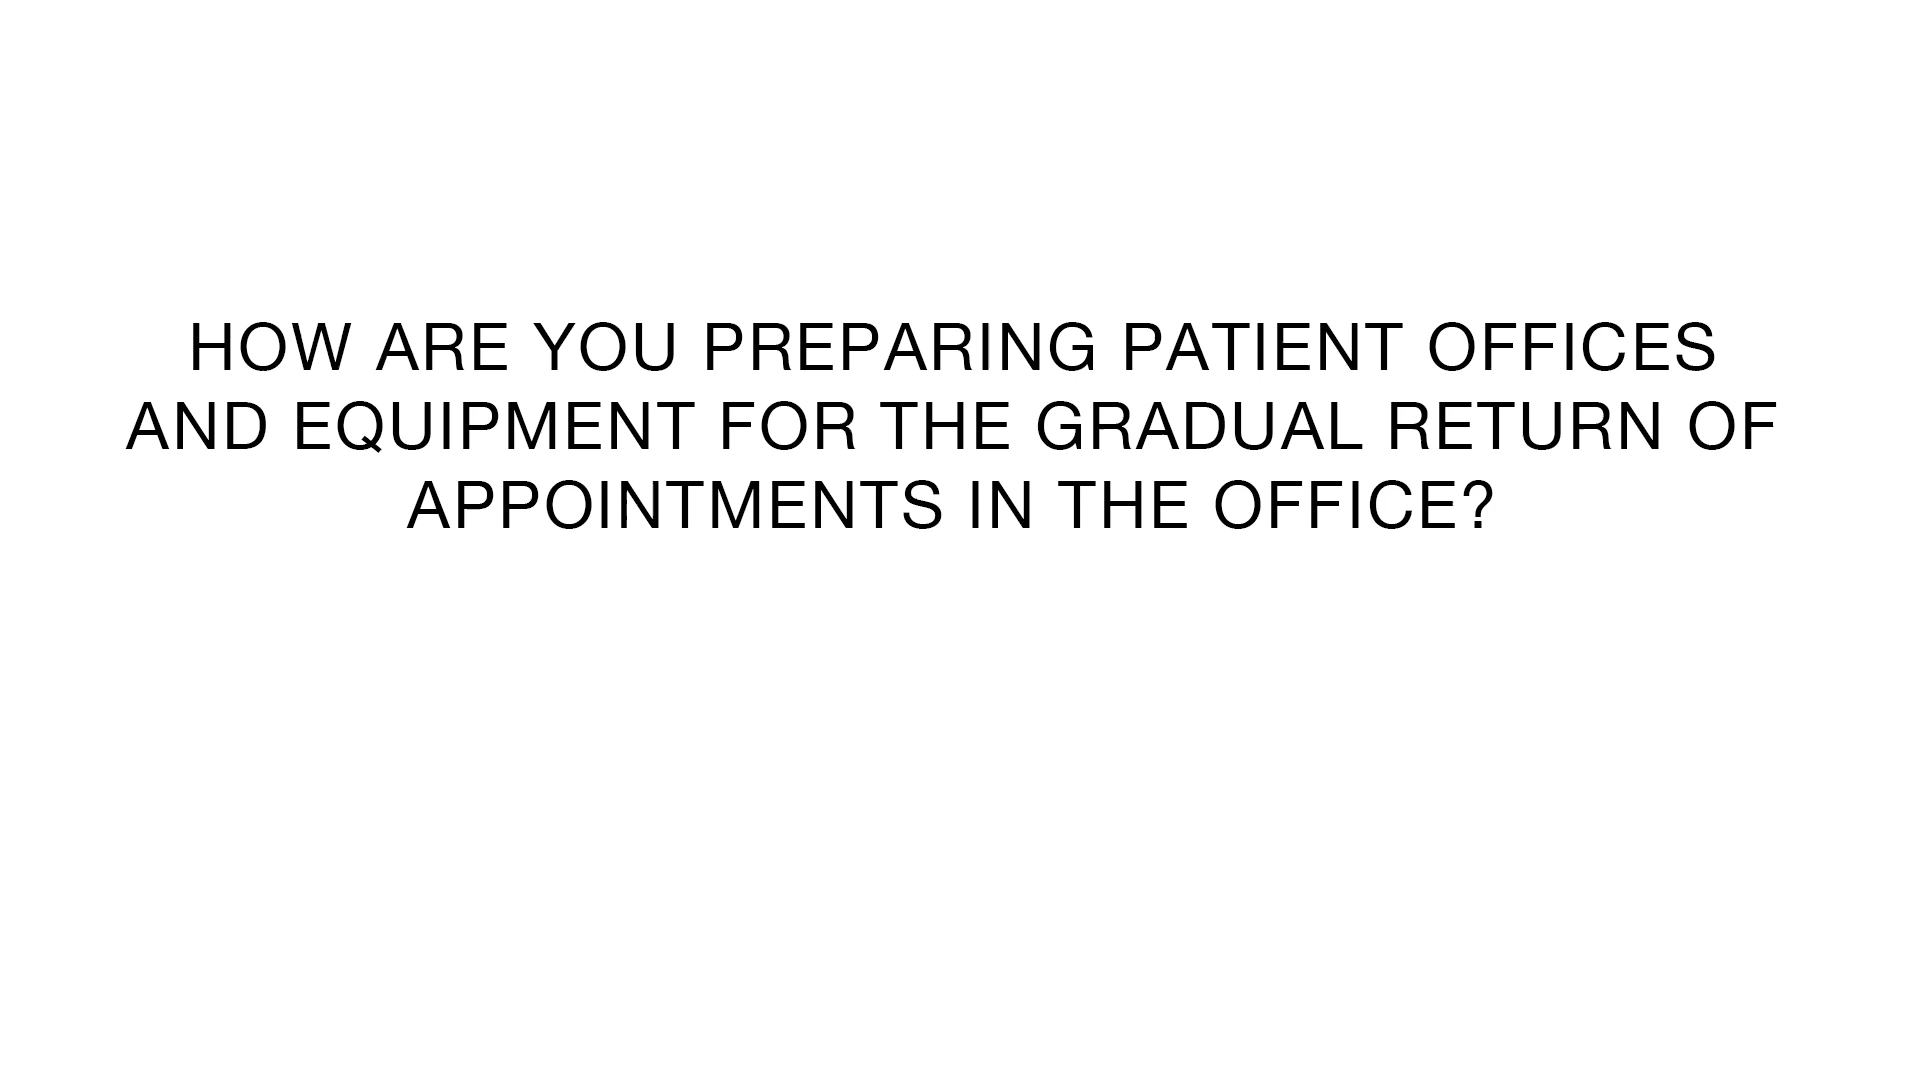 HOW ARE YOU PREPARING PATIENT OFFICES
AND EQUIPMENT FOR THE GRADUAL RETURN OF
APPOINTMENTS IN THE OFFICE?